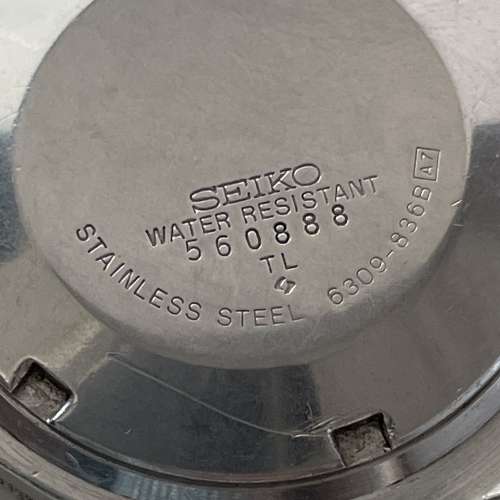 SEIKO
WATER RESISTANT
560888
TL
STAINLESS STEEL 6309-836B A7